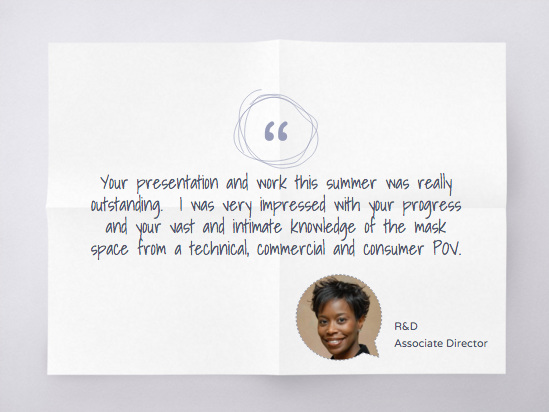 “
Your presentation and work this summer was really
outstanding.  I was very impressed with your progress
and your vast and intimate knowledge of the mask
space from a technical, commercial and consumer POV.
R&D
Associate Director